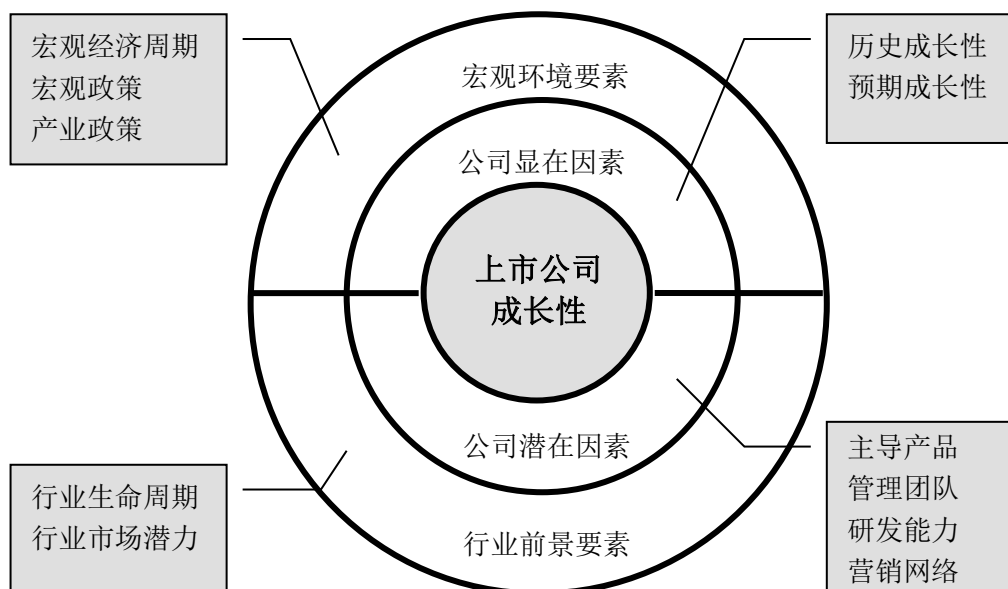 宏观经济周期
宏观政策
产业政策
宏观环境要素
历史成长性
预期成长性
公司显在因素
上市公司
成长性
公司潜在因素
行业前景要素
行业生命周期
行业市场潜力
主导产品
管理团队
研发能力
营销网络